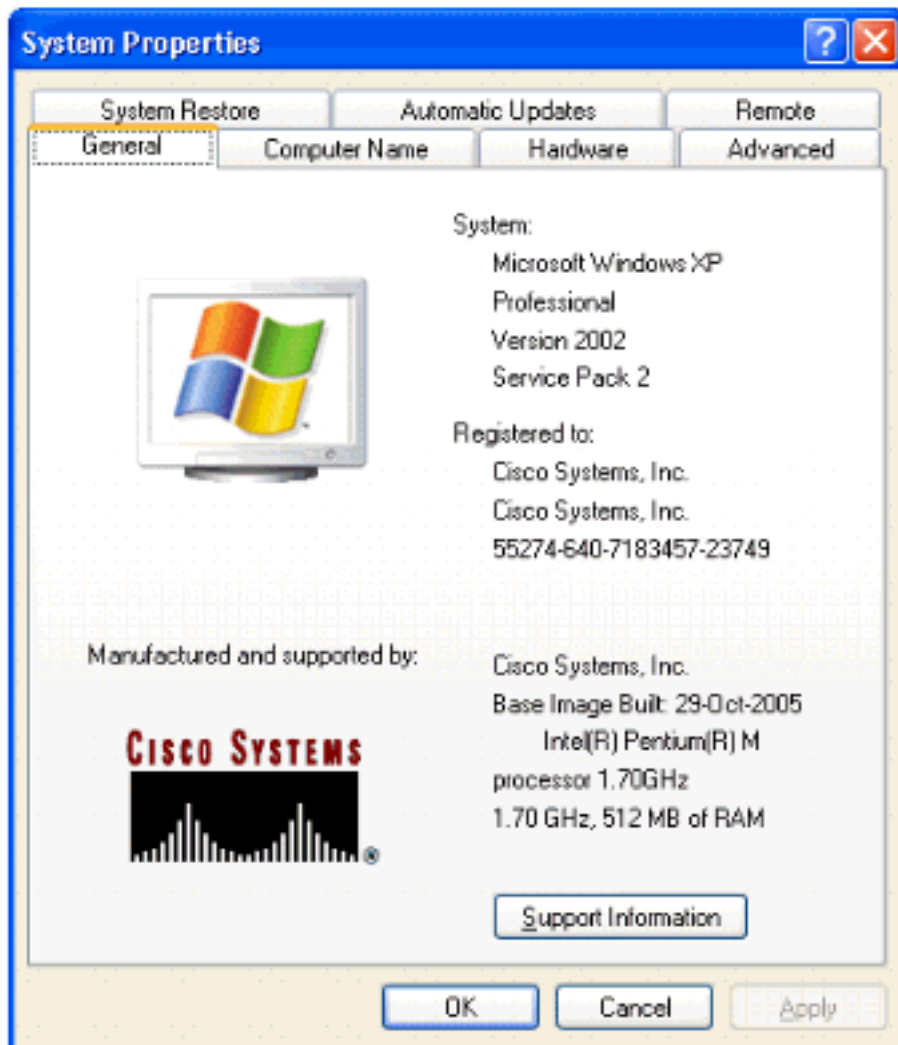 System Properties
System Restore
Automatic Updates
Remote
General
Computer Name
Hardware
Advanced
System:
Microsoft Windows XP
Professional
Version 2002
Service Pack 2
Registered to:
Cisco Systems, Inc.
Cisco Systems, Inc.
55274-640-7183457-23749
Manufactured and supported by:
CISCO SYSTEMS
®
Cisco Systems, Inc.
Base Image Built: 29-Oct-2005
Intel(R) Pentium(R) M
processor 1.70GHz
1.70 GHz, 512 MB of RAM
Support Information
OK
Cancel
Apply